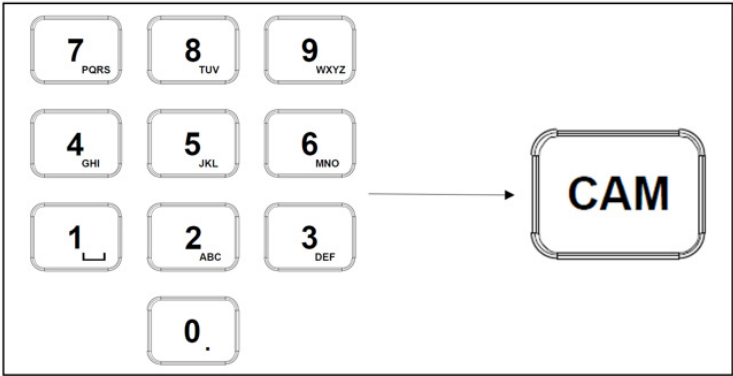 7 PQRS 8 TUV 9 WXYZ
4 GHI 5 JKL 6 MNO
CAM
1 2 ABC 3 DEF
0 .